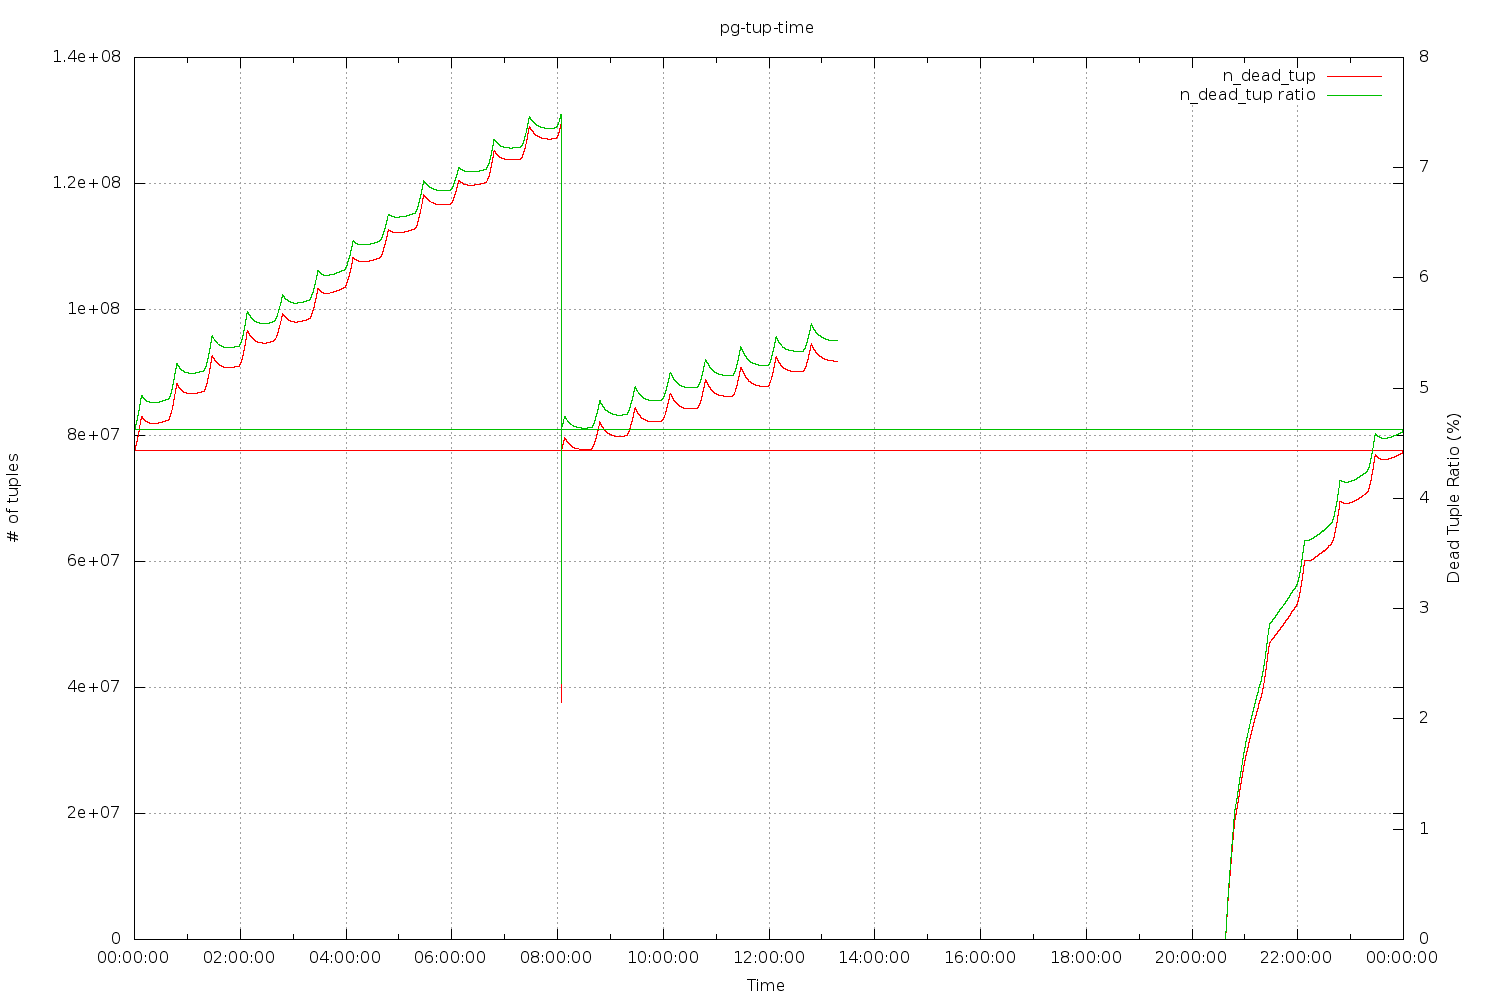 pg-tup-time
n_dead_tup
n_dead_tup ratio
1.4e+08
1.2e+08
1e+08
8e+07
6e+07
4e+07
2e+07
0
# of tuples
8
7
6
5
4
3
2
1
0
Dead Tuple Ratio (%)
00:00:00 02:00:00 04:00:00 06:00:00 08:00:00 10:00:00 12:00:00 14:00:00 16:00:00 18:00:00 20:00:00 22:00:00 00:00:00
Time